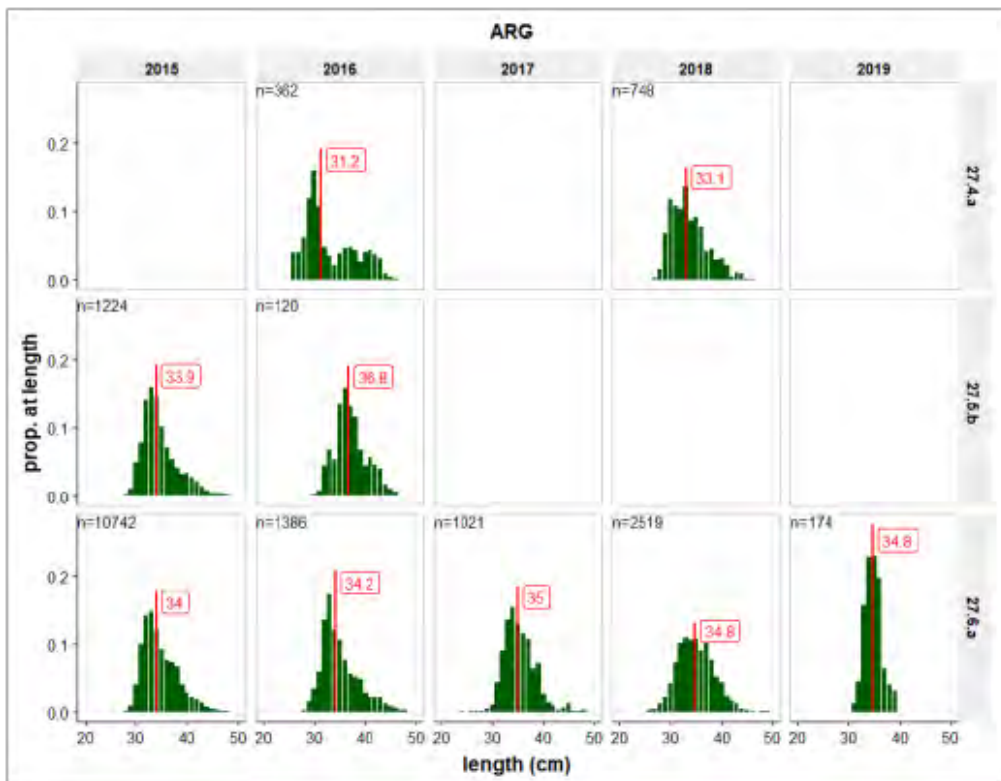 ARG
2015 2016 2017 2018 2019
n=362 n=748
0.2
31.2 33.1
0.1
0.0
27.4.a
n=1224 n=120
0.2
33.9 36.8
0.1
0.0
27.5.b
n=10742 n=1386 n=1021 n=2519 n=174
0.2
34 34.2 35 34.8 34.8
0.1
0.0
27.6.a
20 30 40 50 20 30 40 50 20 30 40 50 20 30 40 50 20 30 40 50
prop. at length
length (cm)